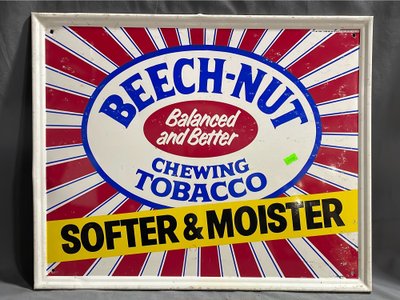 BEECH-NUT
Balanced
and Better
CHEWING
TOBACCO
SOFTER & MOISTER